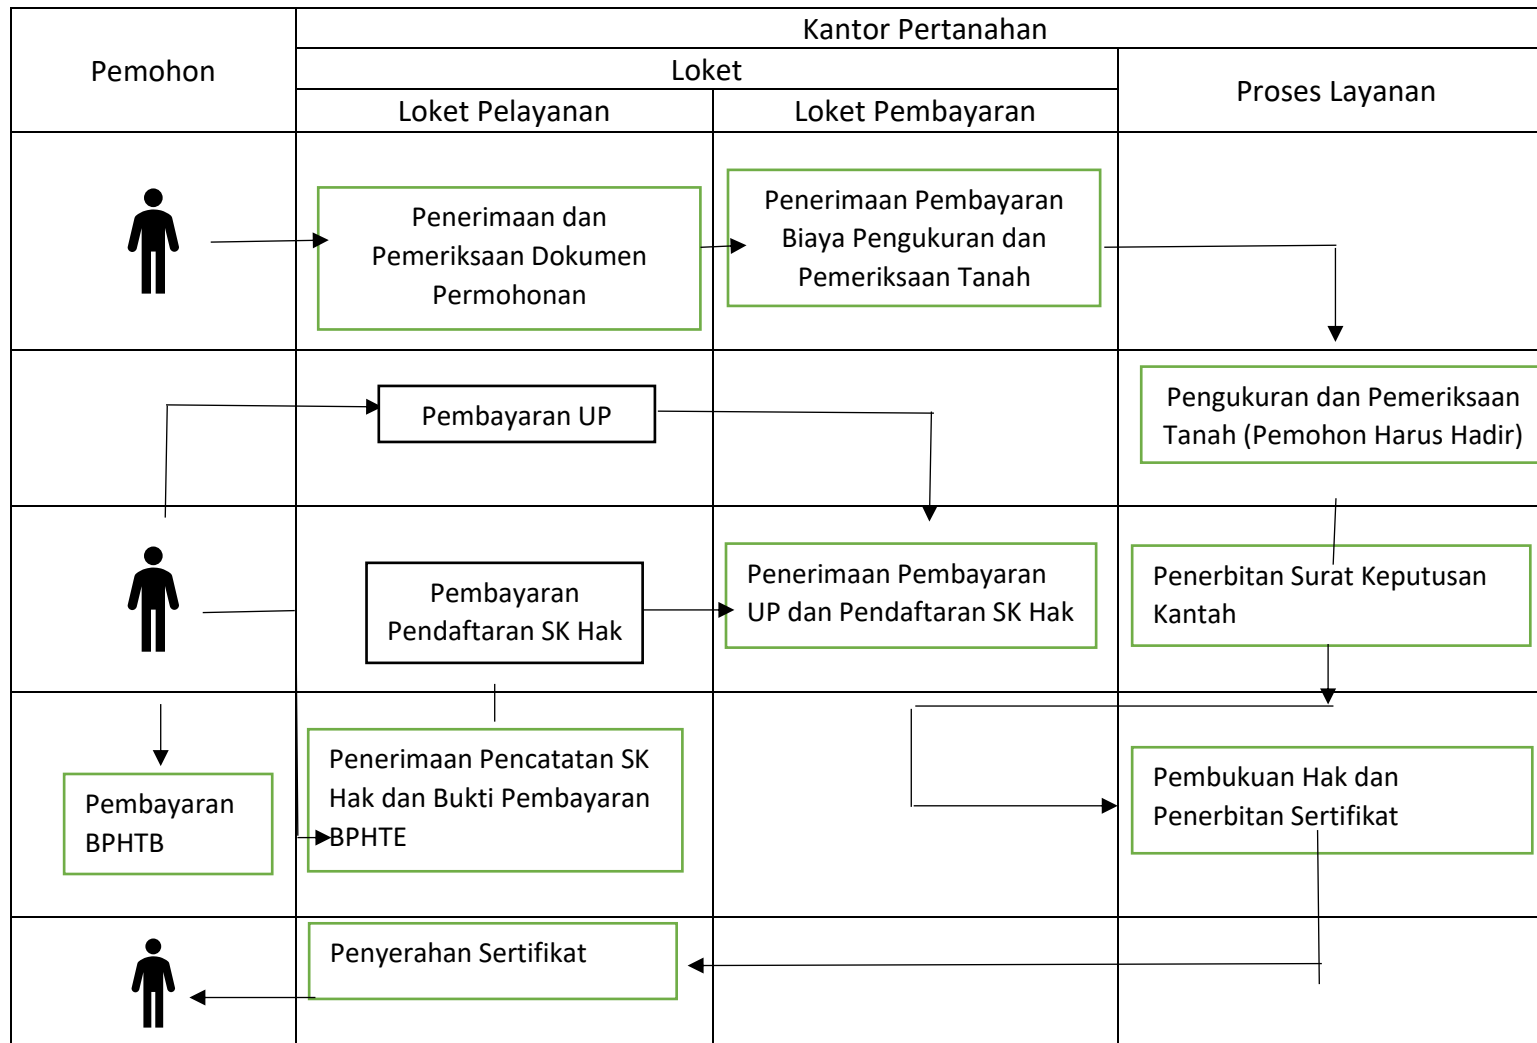 Pemohon
Kantor Pertanahan
Loket
Proses Layanan
Loket Pelayanan
Loket Pembayaran
Penerimaan dan
Pemeriksaan Dokumen
Permohonan
Penerimaan Pembayaran
Biaya Pengukuran dan
Pemeriksaan Tanah
Pembayaran UP
Pengukuran dan Pemeriksaan
Tanah (Pemohon Harus Hadir)
Pembayaran
Pendaftaran SK Hak
Penerimaan Pembayaran
UP dan Pendaftaran SK Hak
Penerbitan Surat Keputusan
Kantah
Pembayaran
BPHTB
Penerimaan Pencatatan SK
Hak dan Bukti Pembayaran
BPHTE
Pembukuan Hak dan
Penerbitan Sertifikat
Penyerahan Sertifikat